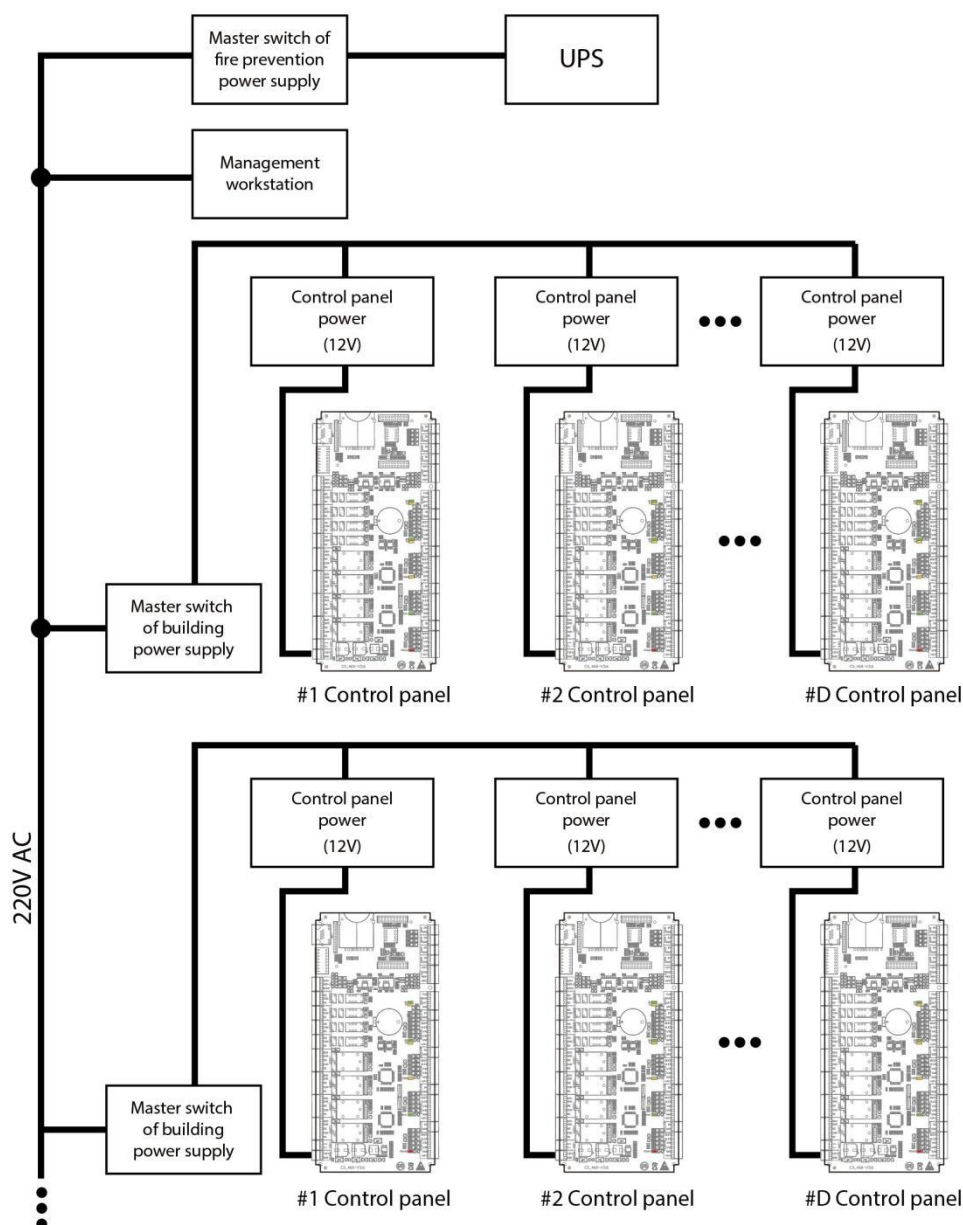 Master switch of
fire prevention
power supply
UPS
Management
workstation
Control panel
power
(12V)
Control panel
power
(12V)
Control panel
power
(12V)
Master switch
of building
power supply
#1 Control panel
#2 Control panel
#D Control panel
220V AC
Control panel
power
(12V)
Control panel
power
(12V)
Control panel
power
(12V)
Master switch
of building
power supply
#1 Control panel
#2 Control panel
#D Control panel